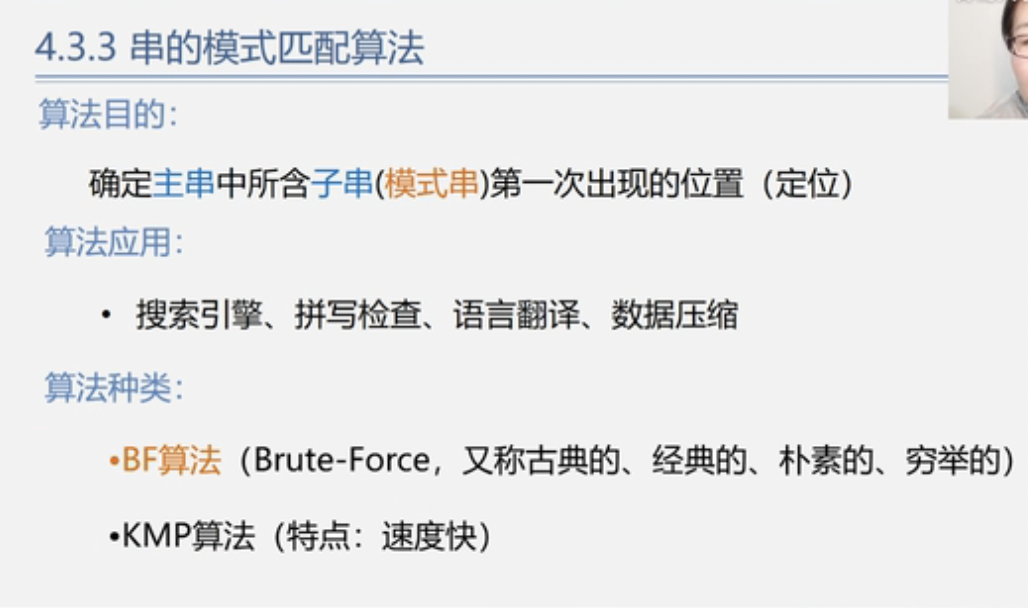 4.3.3 串的模式匹配算法
算法目的：
确定主串中所含子串(模式串)第一次出现的位置（定位）
算法应用：
• 搜索引擎、拼写检查、语言翻译、数据压缩
算法种类：
•BF算法（Brute-Force，又称古典的、经典的、朴素的、穷举的）
•KMP算法（特点：速度快）